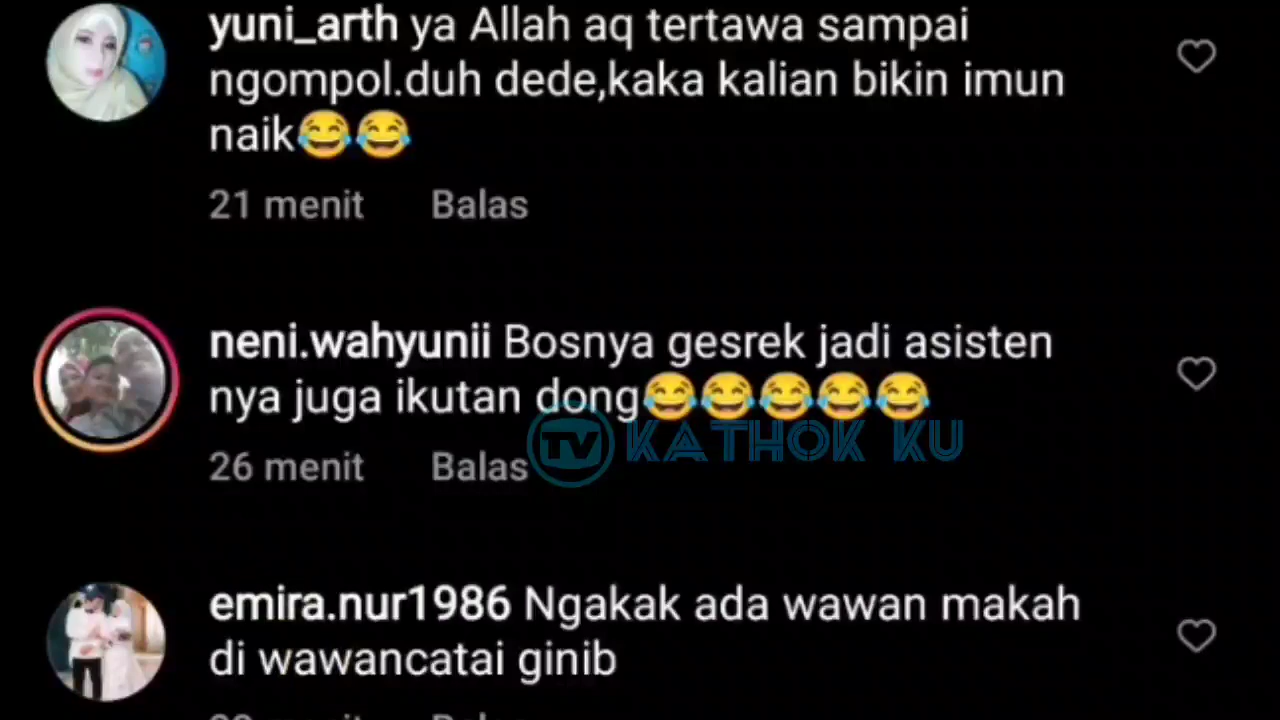 yuni_arth ya Allah aq tertawa sampai
ngompol.duh dede,kaka kalian bikin imun
naik😂😂
21 menit Balas
neni.wahyunii Bosnya gesrek jadi asisten
nya juga ikutan dong😂😂😂😂😂
TV KATHOK KU
26 menit Balas
emira.nur1986 Ngakak ada wawan makah
di wawancatai ginib